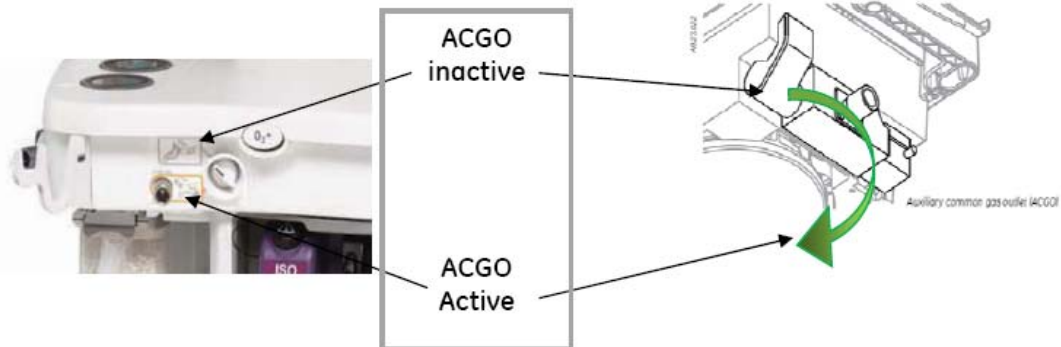 ACGO
inactive
O₂+
ISO
ACGO
Active
Auxiliary common gas outlet (ACGO)